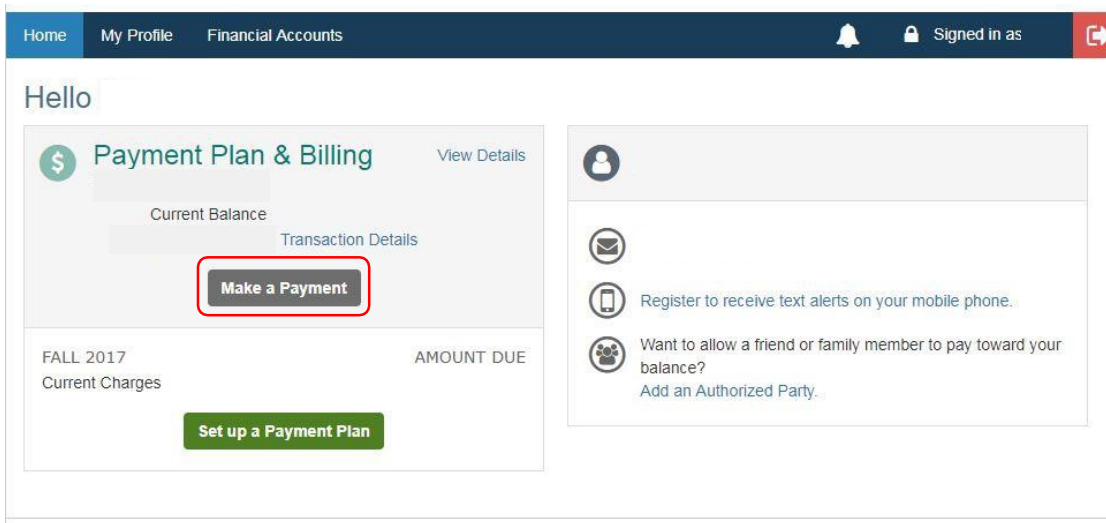 Home My Profile Financial Accounts Signed in as
Hello
Payment Plan & Billing View Details
Current Balance
Transaction Details
Make a Payment
FALL 2017 AMOUNT DUE
Current Charges
Set up a Payment Plan
Register to receive text alerts on your mobile phone.
Want to allow a friend or family member to pay toward your
balance?
Add an Authorized Party.